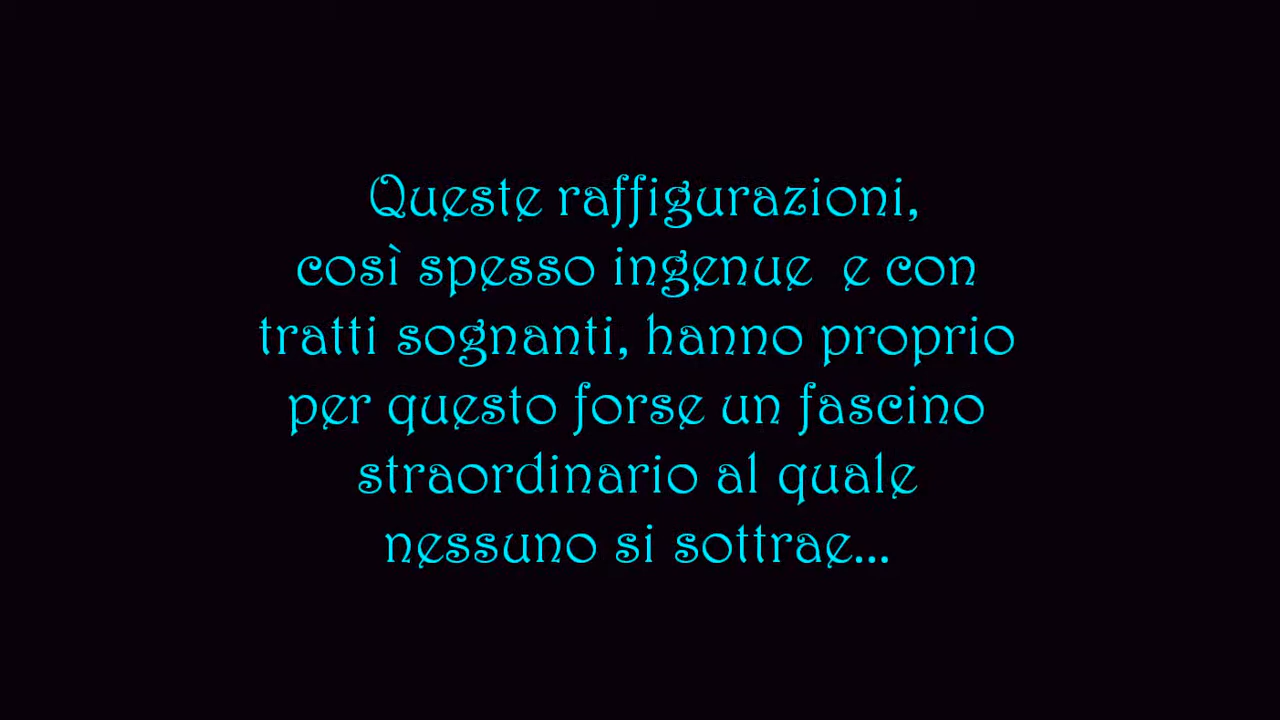 Queste raffigurazioni,
così spesso ingenue  e con
tratti sognanti, hanno proprio
per questo forse un fascino
straordinario al quale
nessuno si sottrae...